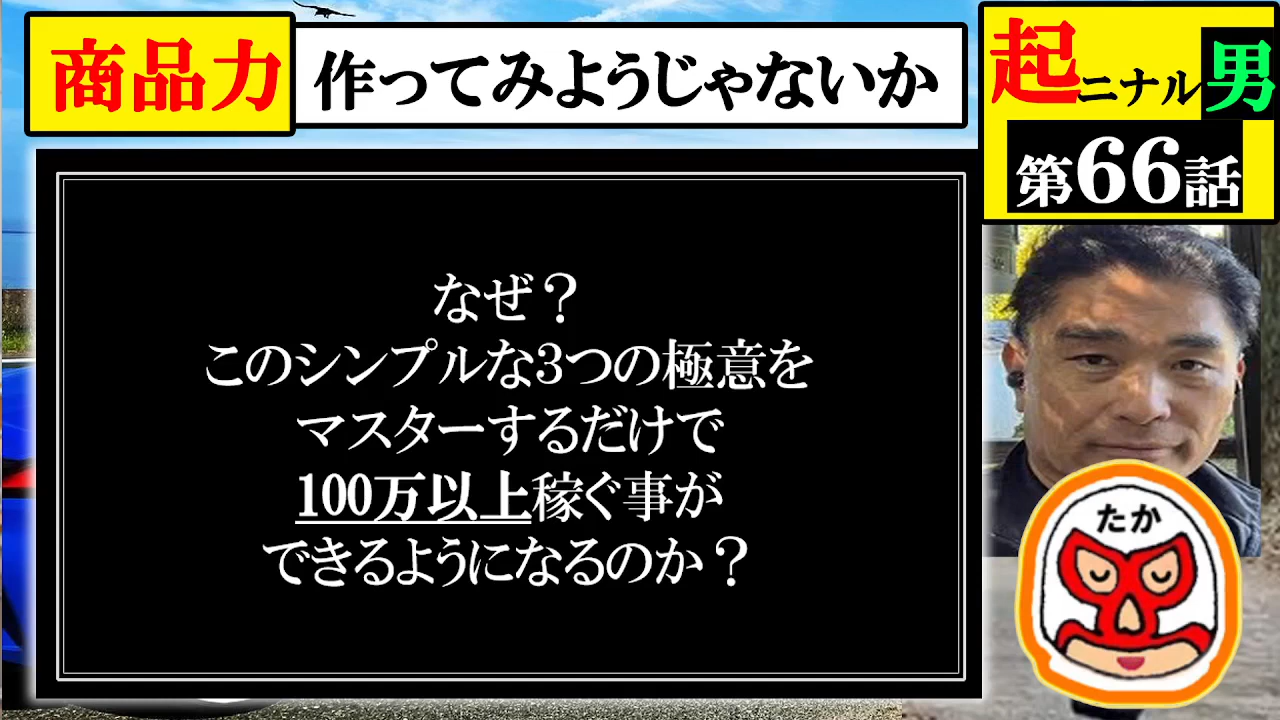 商品力 作ってみようじゃないか
起ニナル男
第66話
なぜ？
このシンプルな3つの極意を
マスターするだけで
100万以上稼ぐ事が
できるようになるのか？
たか